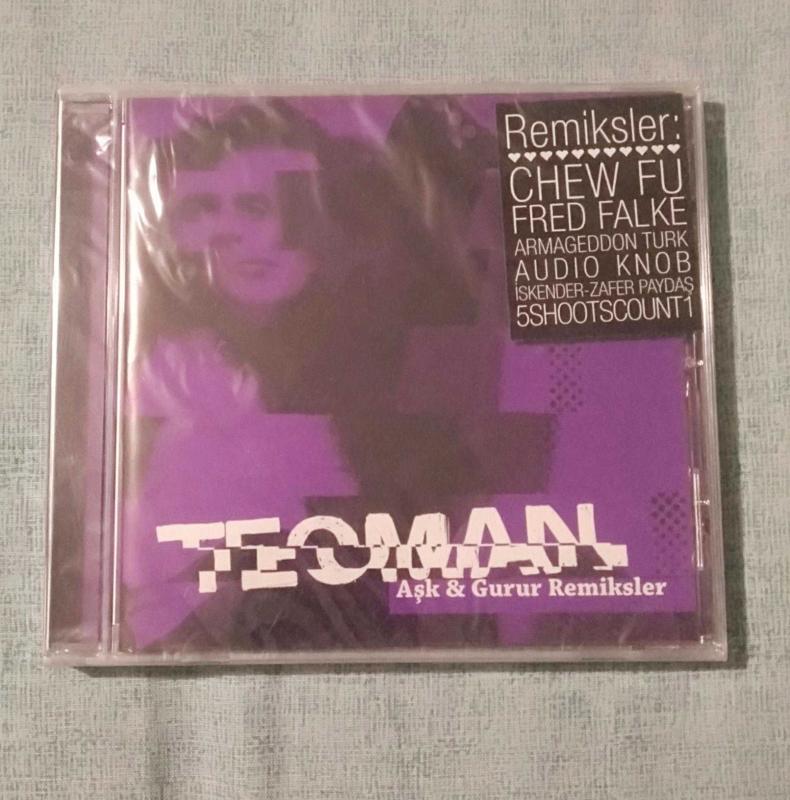 Remiksler:
CHEW FU
FRED FALKE
ARMAGEDDON TURK
AUDIO KNOB
İSKENDER-ZAFER PAYDAŞ
5SHOOTSCOUNT1
TEOMAN
Aşk & Gurur Remiksler